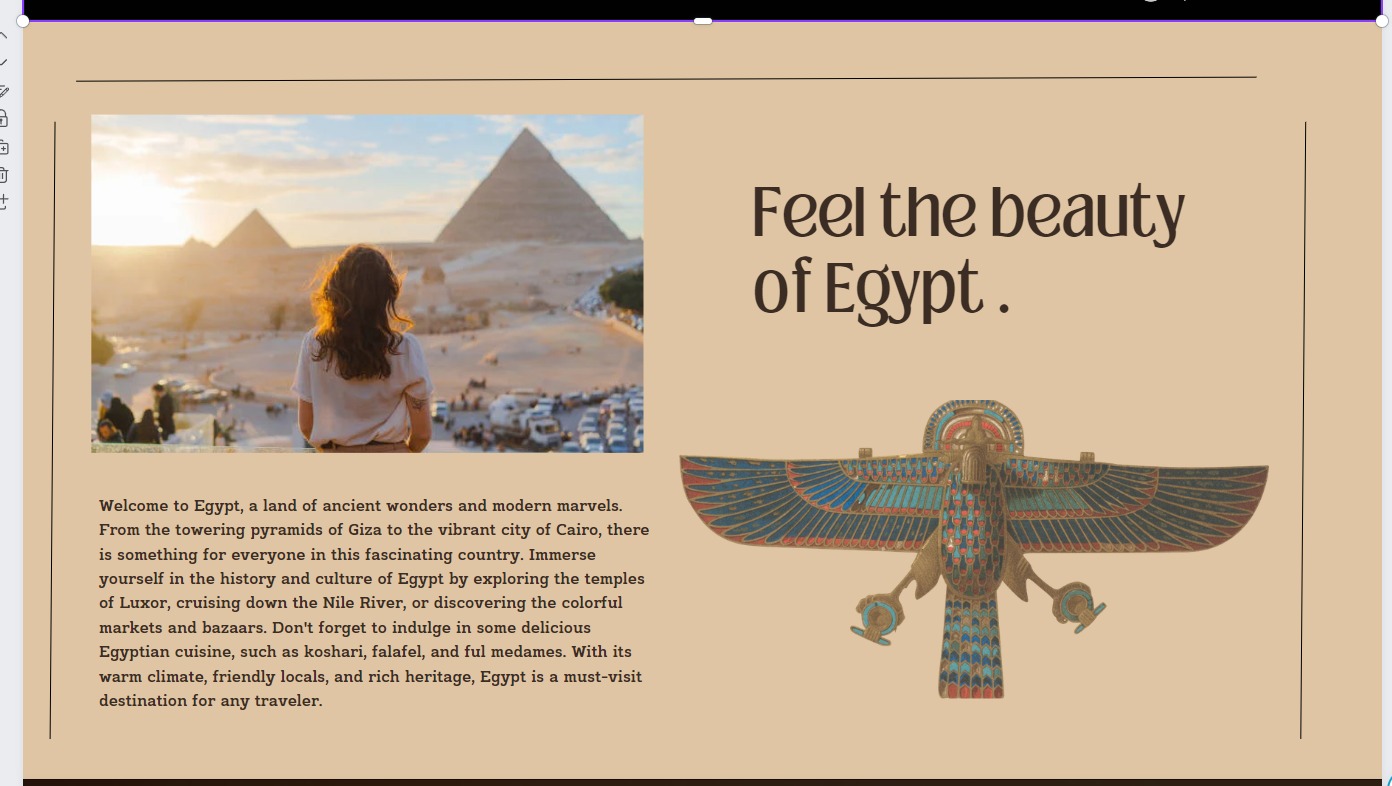 Feel the beauty
of Egypt .
Welcome to Egypt, a land of ancient wonders and modern marvels.
From the towering pyramids of Giza to the vibrant city of Cairo, there
is something for everyone in this fascinating country. Immerse
yourself in the history and culture of Egypt by exploring the temples
of Luxor, cruising down the Nile River, or discovering the colorful
markets and bazaars. Don't forget to indulge in some delicious
Egyptian cuisine, such as koshari, falafel, and ful medames. With its
warm climate, friendly locals, and rich heritage, Egypt is a must-visit
destination for any traveler.